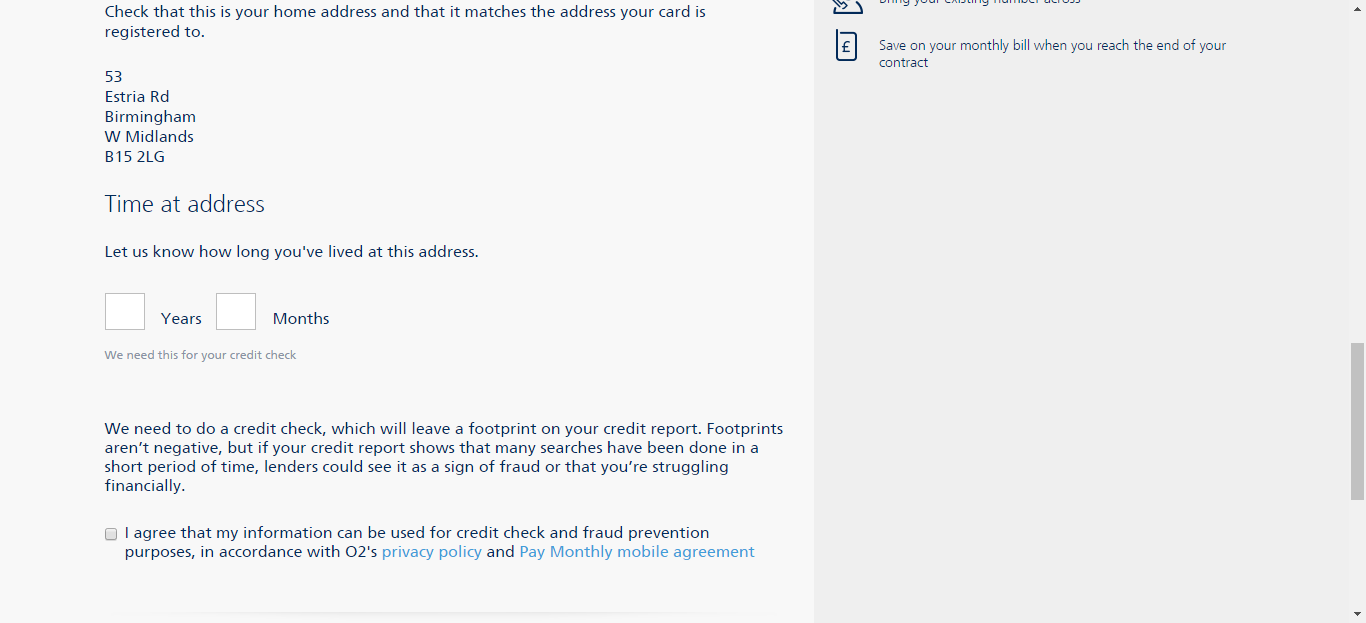 Check that this is your home address and that it matches the address your card is
registered to.
53
Estria Rd
Birmingham
W Midlands
B15 2LG
Time at address
Let us know how long you've lived at this address.
Years
Months
We need this for your credit check
We need to do a credit check, which will leave a footprint on your credit report. Footprints
aren’t negative, but if your credit report shows that many searches have been done in a
short period of time, lenders could see it as a sign of fraud or that you’re struggling
financially.
I agree that my information can be used for credit check and fraud prevention
purposes, in accordance with O2's privacy policy and Pay Monthly mobile agreement
Bring your existing number across
£
Save on your monthly bill when you reach the end of your
contract